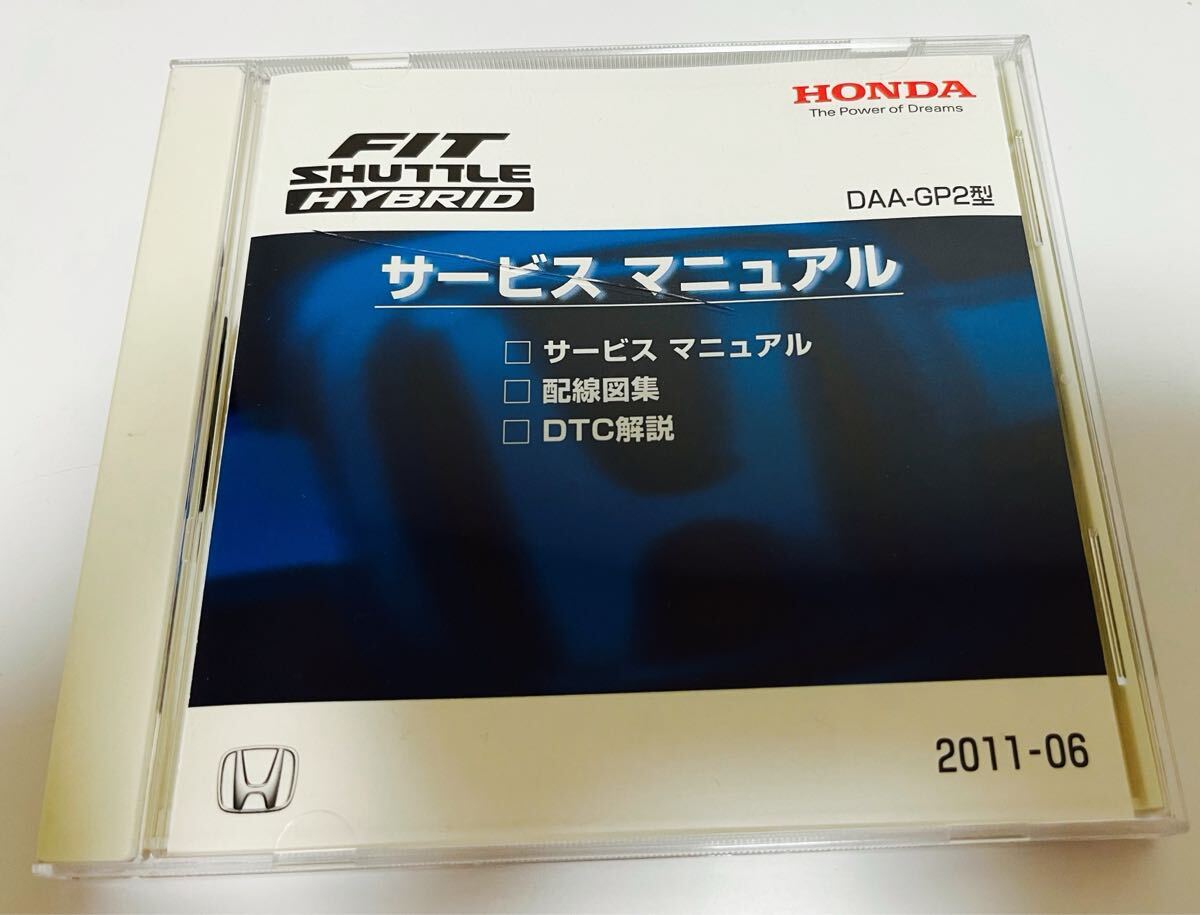 HONDA
The Power of Dreams
FIT
SHUTTLE
HYBRID
DAA-GP2型
サービス マニュアル
□ サービス マニュアル
□ 配線図集
□ DTC解説
2011-06